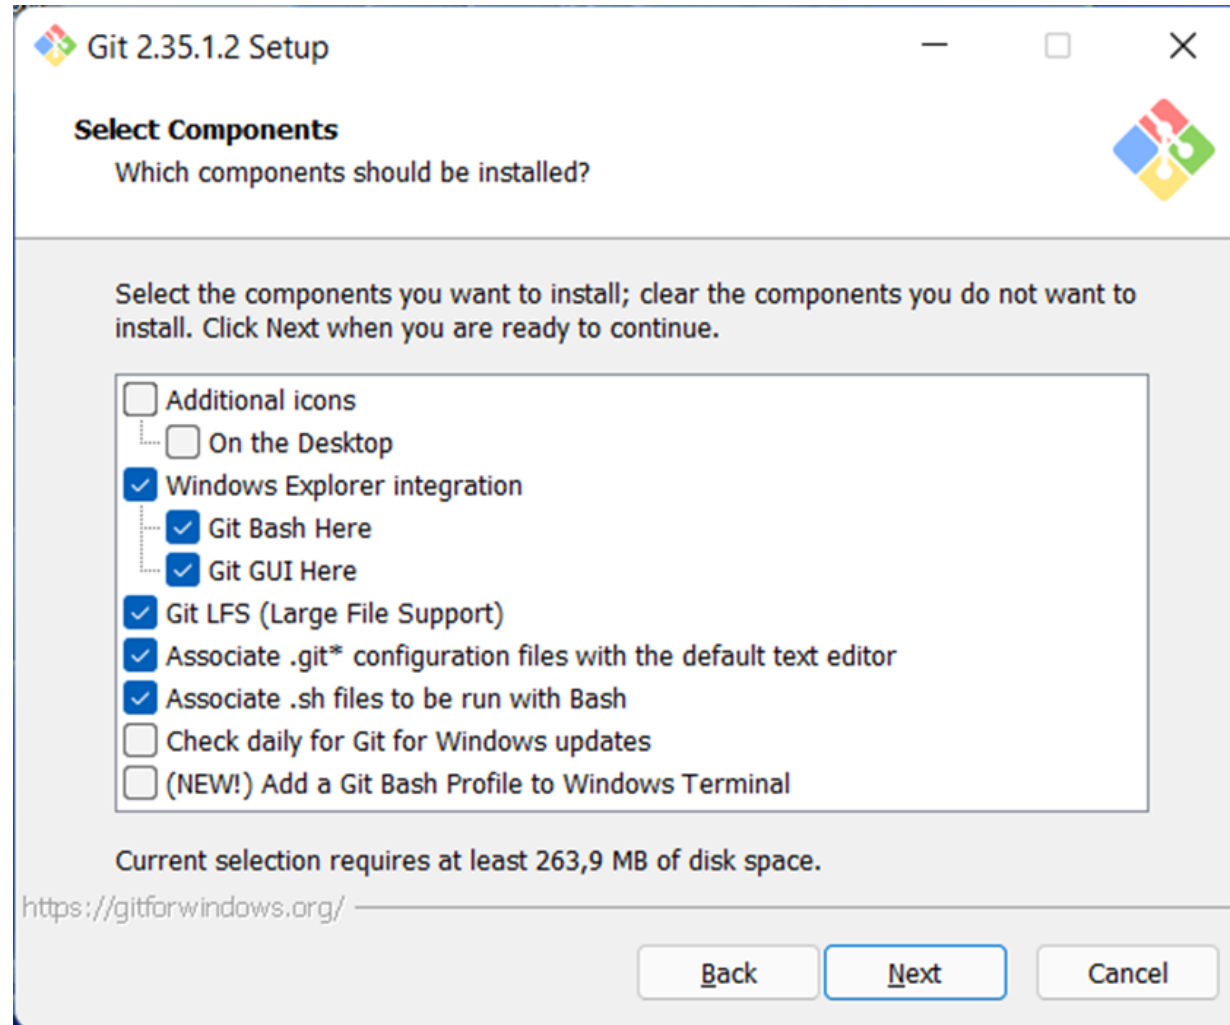 Git 2.35.1.2 Setup
Select Components
Which components should be installed?
Select the components you want to install; clear the components you do not want to
install. Click Next when you are ready to continue.
Additional icons
On the Desktop
Windows Explorer integration
Git Bash Here
Git GUI Here
Git LFS (Large File Support)
Associate .git* configuration files with the default text editor
Associate .sh files to be run with Bash
Check daily for Git for Windows updates
(NEW!) Add a Git Bash Profile to Windows Terminal
Current selection requires at least 263,9 MB of disk space.
https://gitforwindows.org/
Back Next Cancel